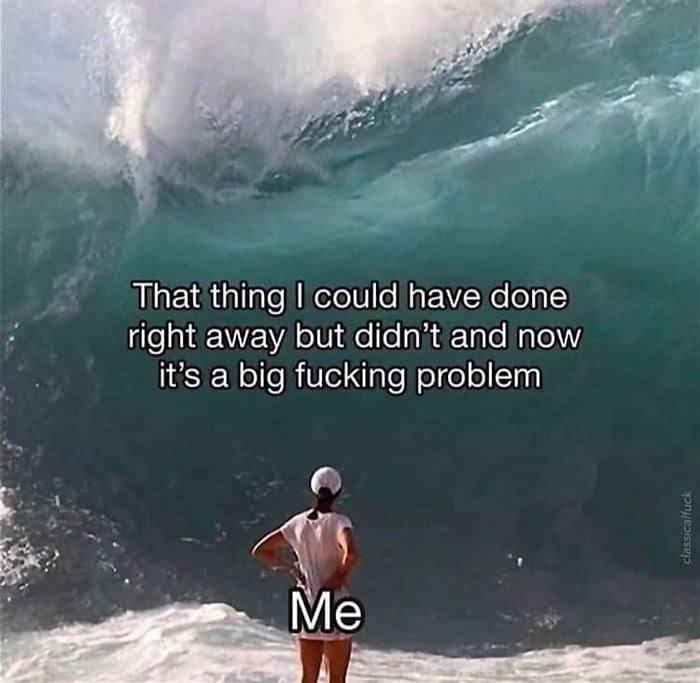 That thing I could have done
right away but didn't and now
it's a big fucking problem
Me
classicalfuck